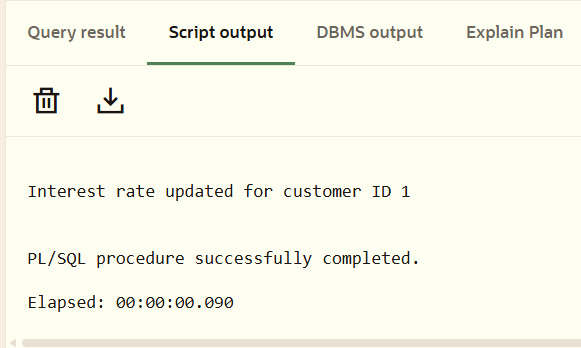 Query result Script output DBMS output Explain Plan
Interest rate updated for customer ID 1
PL/SQL procedure successfully completed.
Elapsed: 00:00:00.090